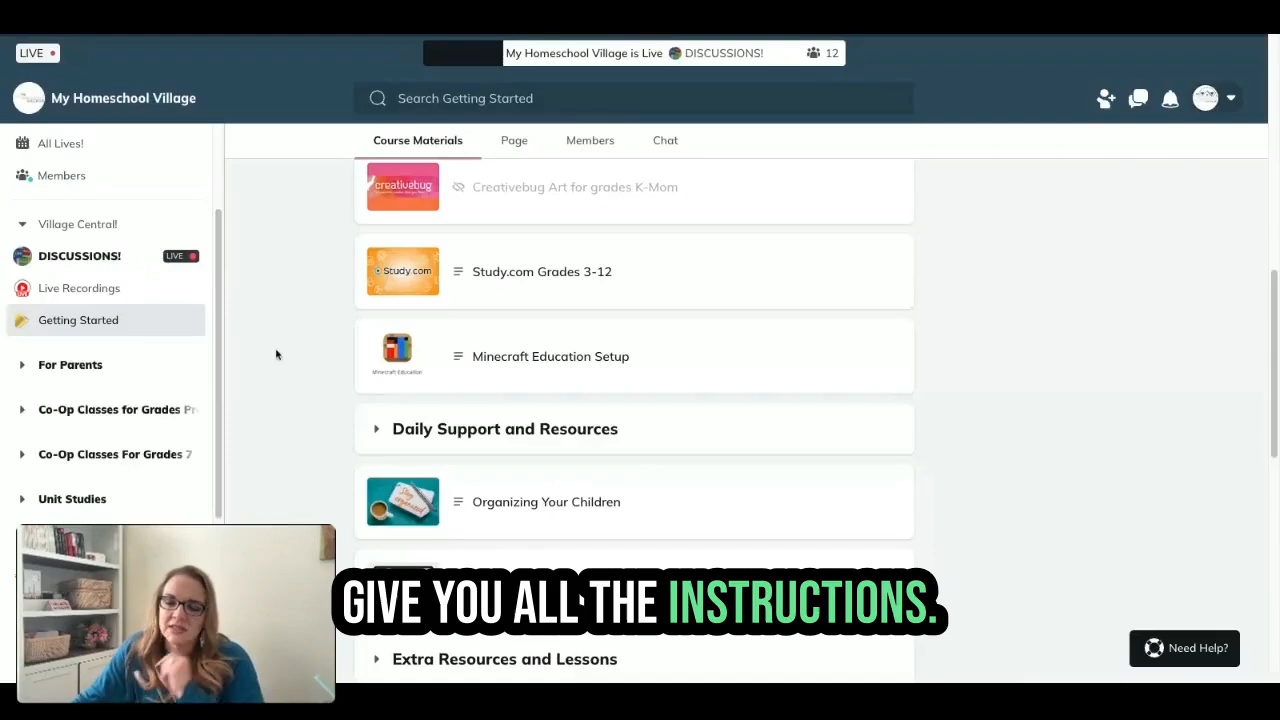 LIVE
My Homeschool Village is Live DISCUSSIONS! 12
My Homeschool Village
Search Getting Started
Course Materials
Page
Members
Chat
All Lives!
Members
Village Central!
DISCUSSIONS!
LIVE
Live Recordings
Getting Started
For Parents
Co-Op Classes for Grades Pr
Co-Op Classes For Grades 7
Unit Studies
creativebug
Creativebug Art for grades K-Mom
Study.com
Study.com Grades 3-12
Minecraft Education
Minecraft Education Setup
Daily Support and Resources
Stay organized
Organizing Your Children
GIVE YOU ALL THE INSTRUCTIONS.
Extra Resources and Lessons
Need Help?